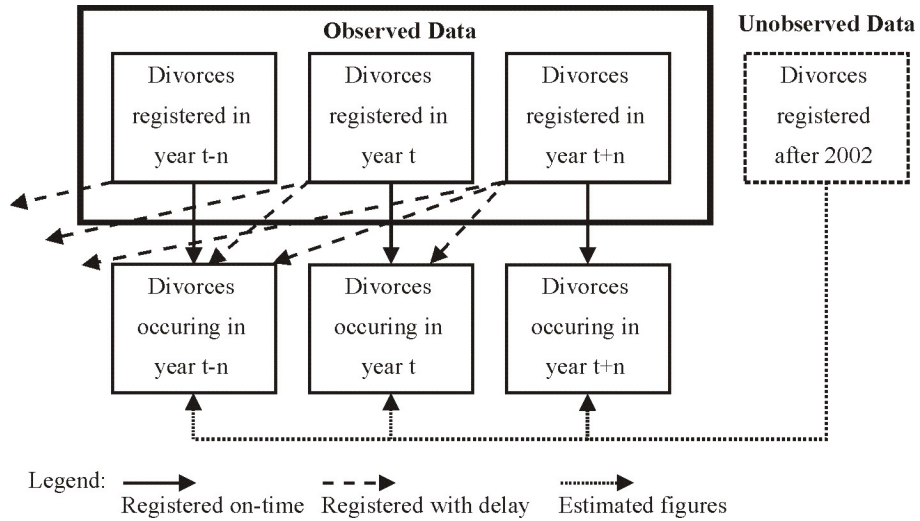 Observed Data
Unobserved Data
Divorces
registered in
year t-n
Divorces
registered in
year t
Divorces
registered in
year t+n
Divorces
registered
after 2002
Divorces
occuring in
year t-n
Divorces
occuring in
year t
Divorces
occuring in
year t+n
Legend:
Registered on-time
Registered with delay
Estimated figures